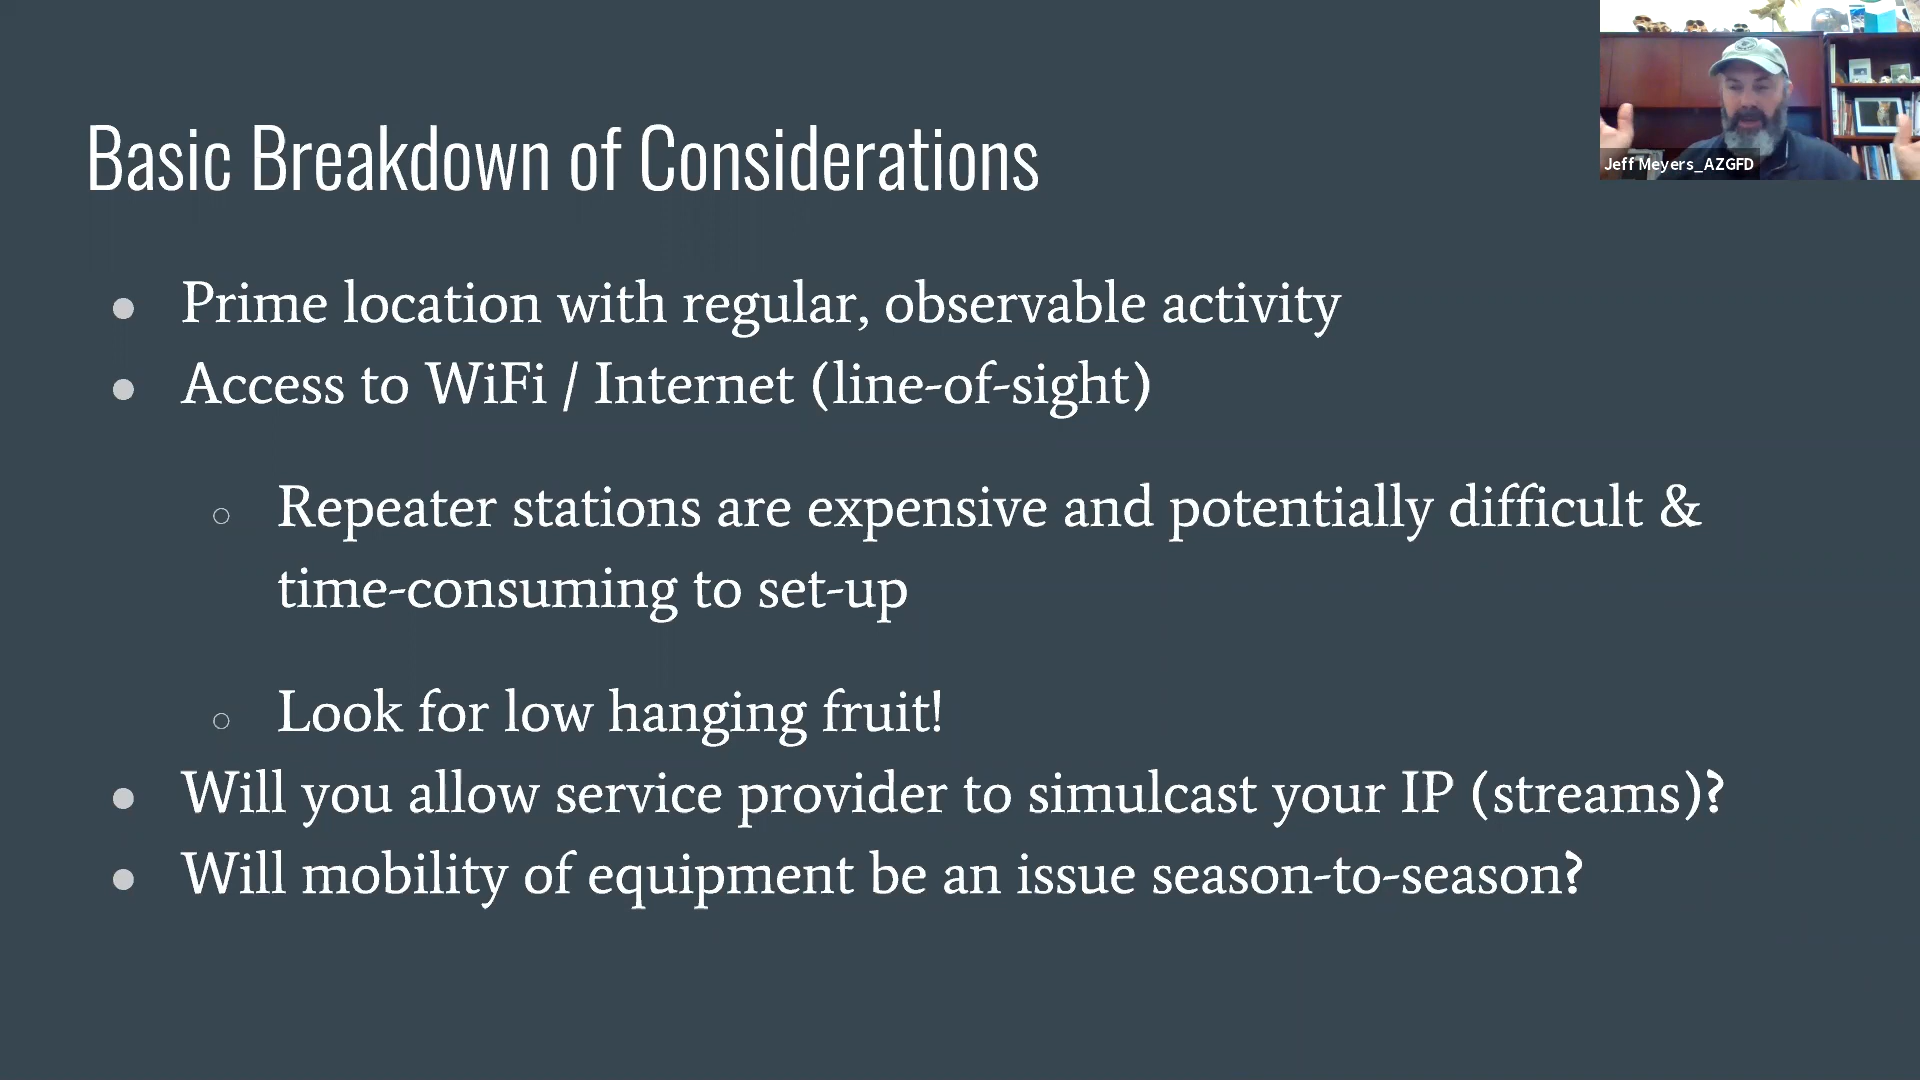 Basic Breakdown of Considerations
Jeff Meyers_AZGFD
● Prime location with regular, observable activity
● Access to WiFi / Internet (line-of-sight)
○ Repeater stations are expensive and potentially difficult &
time-consuming to set-up
○ Look for low hanging fruit!
● Will you allow service provider to simulcast your IP (streams)?
● Will mobility of equipment be an issue season-to-season?